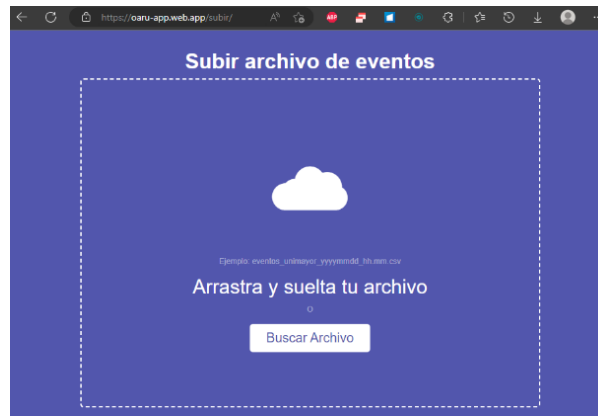 https://oaru-app.web.app/subir/
ABP
Subir archivo de eventos
Ejemplo: eventos_unimayor_yyyymmdd_hh.mm.csv
Arrastra y suelta tu archivo
o
Buscar Archivo